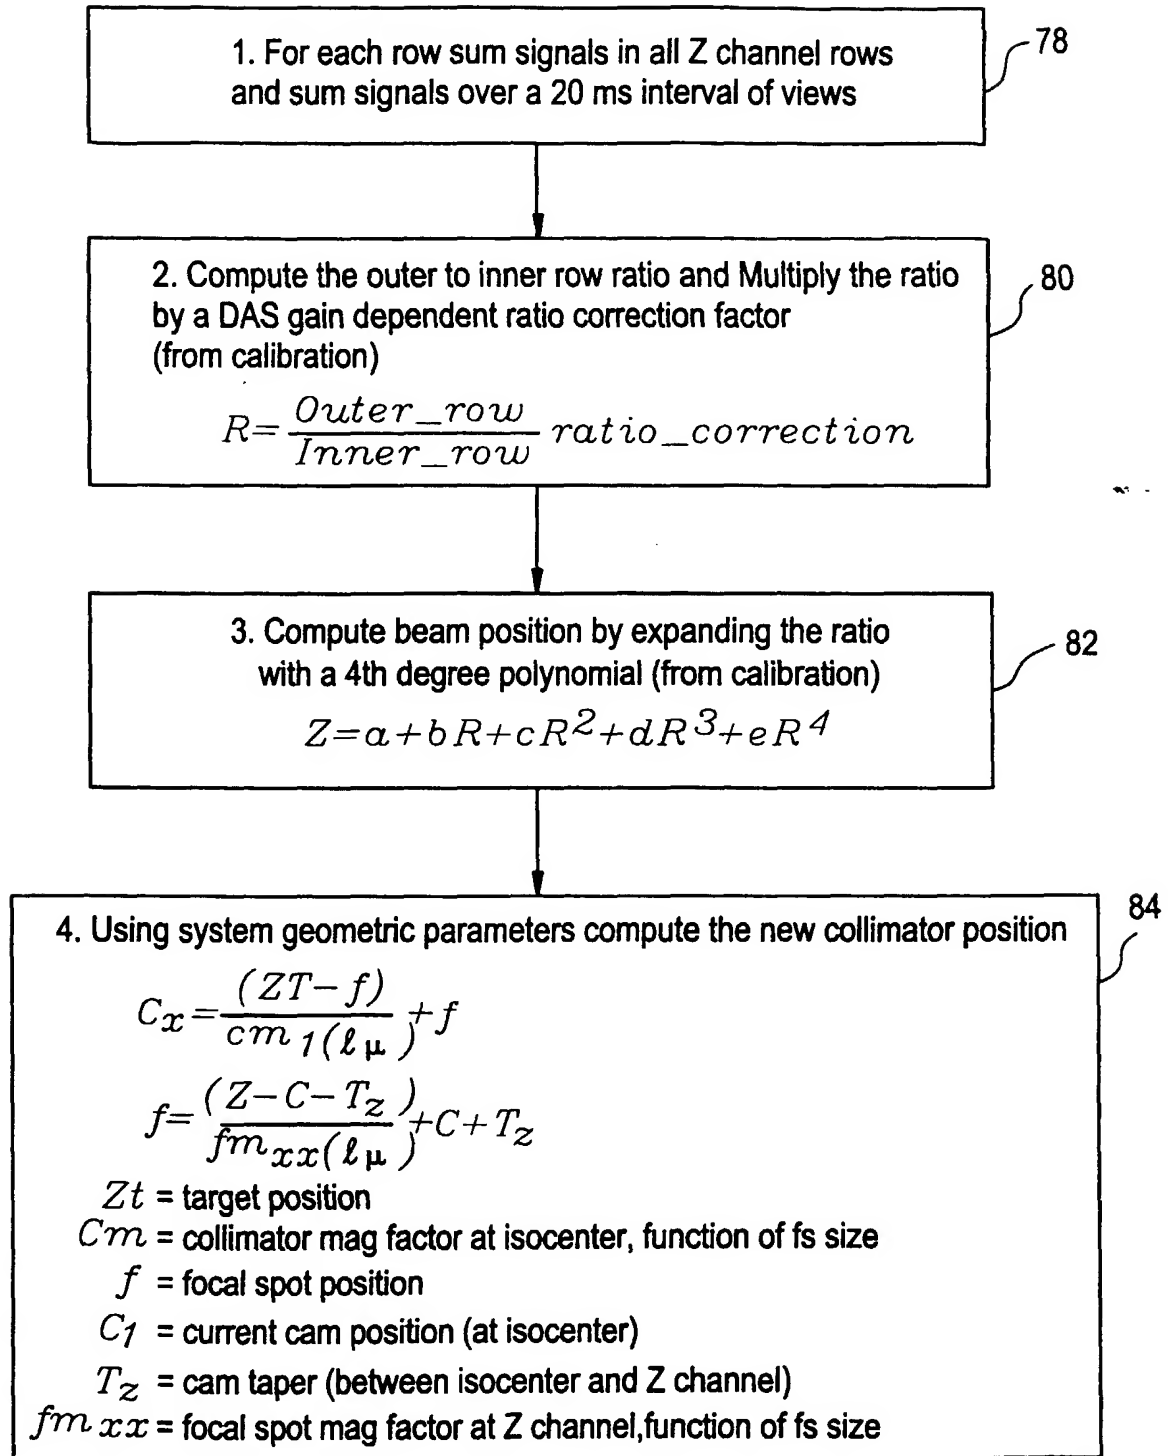 1. For each row sum signals in all Z channel rows
and sum signals over a 20 ms interval of views
78
2. Compute the outer to inner row ratio and Multiply the ratio
by a DAS gain dependent ratio correction factor
(from calibration)
R=Outer_row/Inner_row ratio_correction
80
3. Compute beam position by expanding the ratio
with a 4th degree polynomial (from calibration)
Z=a+bR+cR²+dR³+eR⁴
82
84
4. Using system geometric parameters compute the new collimator position
Cx=(ZT-f)/cm1(ℓμ)+f
f=(Z-C-Tz)/fmxx(ℓμ)+C+Tz
Zt = target position
Cm = collimator mag factor at isocenter, function of fs size
f = focal spot position
C1 = current cam position (at isocenter)
Tz = cam taper (between isocenter and Z channel)
fmxx = focal spot mag factor at Z channel,function of fs size